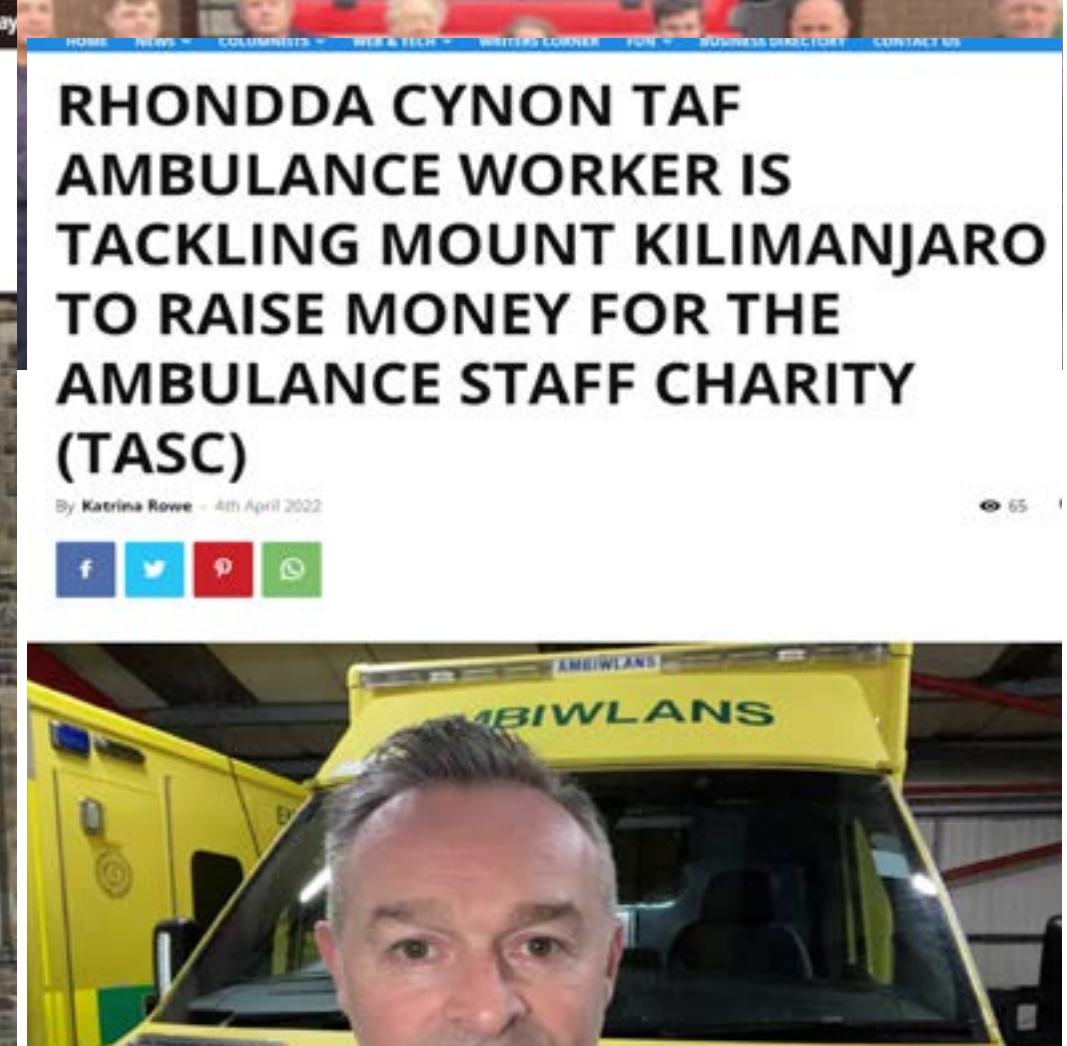 ay
HOME NEWS COLUMNISTS WEB & TECH WRITERS CORNER FUN BUSINESS DIRECTORY CONTACT US
RHONDDA CYNON TAF
AMBULANCE WORKER IS
TACKLING MOUNT KILIMANJARO
TO RAISE MONEY FOR THE
AMBULANCE STAFF CHARITY
(TASC)
By Katrina Rowe - 4th April 2022 65
AMBIWLANS
MBIWLANS